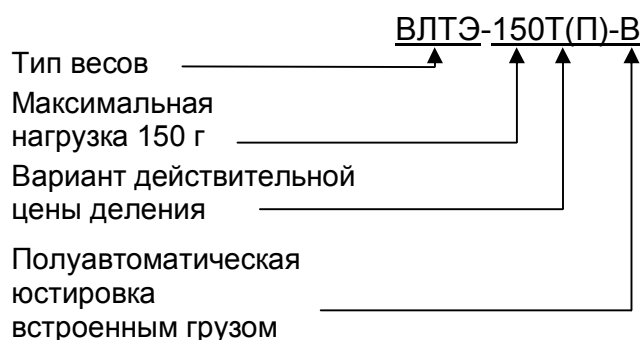 ВЛТЭ-150Т(П)-В
Тип весов
Максимальная
нагрузка 150 г
Вариант действительной
цены деления
Полуавтоматическая
юстировка
встроенным грузом